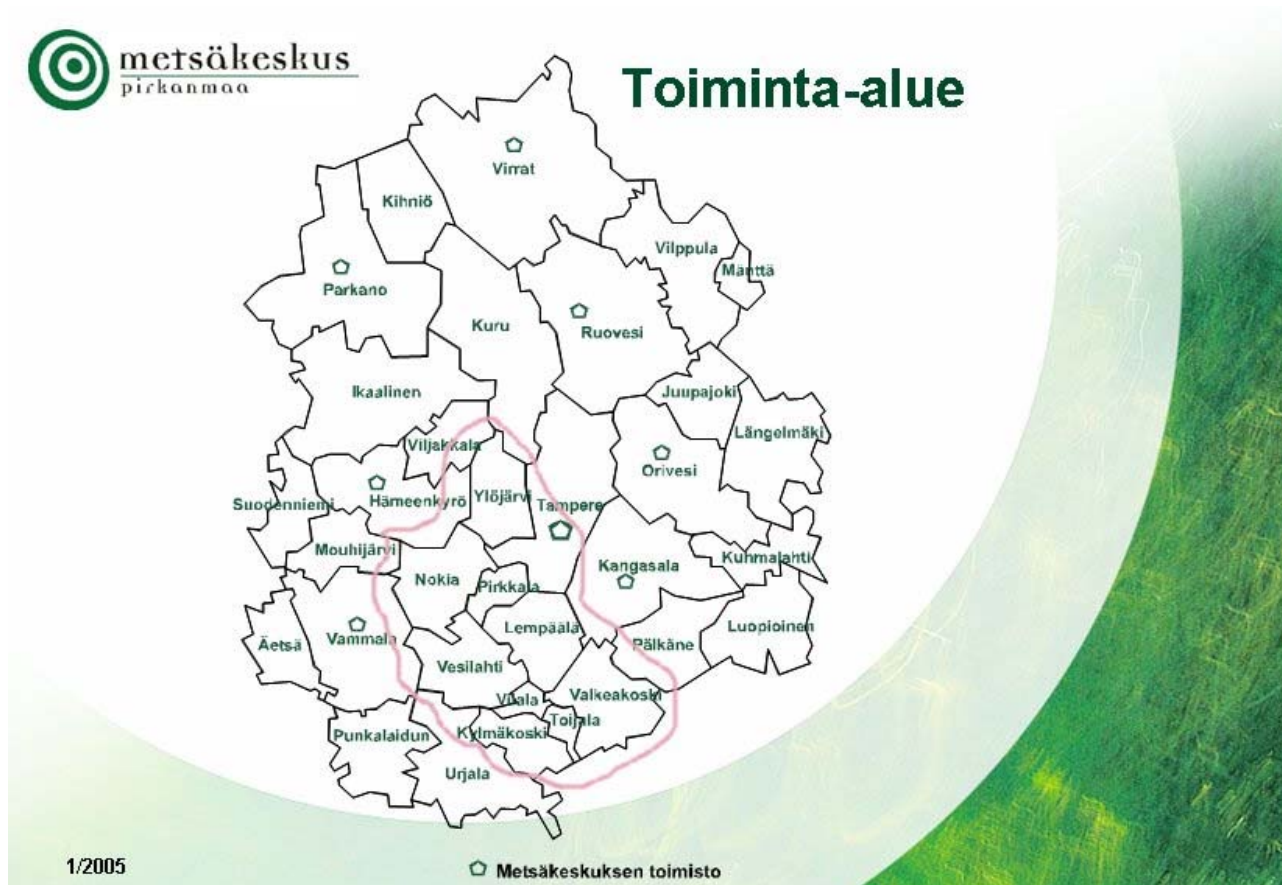 metsäkeskus
pirkanmaa
Toiminta-alue
Virrat
Kihniö
Vilppula
Mänttä
Parkano
Kuru
Ruovesi
Ikaalinen
Juupajoki
Längelmäki
Viljakkala
Orivesi
Hämeenkyrö
Ylöjärvi
Suodenniemi
Tampere
Mouhijärvi
Kuhmalahti
Kangasala
Nokia
Pirkkala
Lempäälä
Luopioinen
Vammala
Pälkäne
Äetsä
Vesilahti
Viiala
Valkeakoski
Toijala
Punkalaidun
Kylmäkoski
Urjala
1/2005
Metsäkeskuksen toimisto